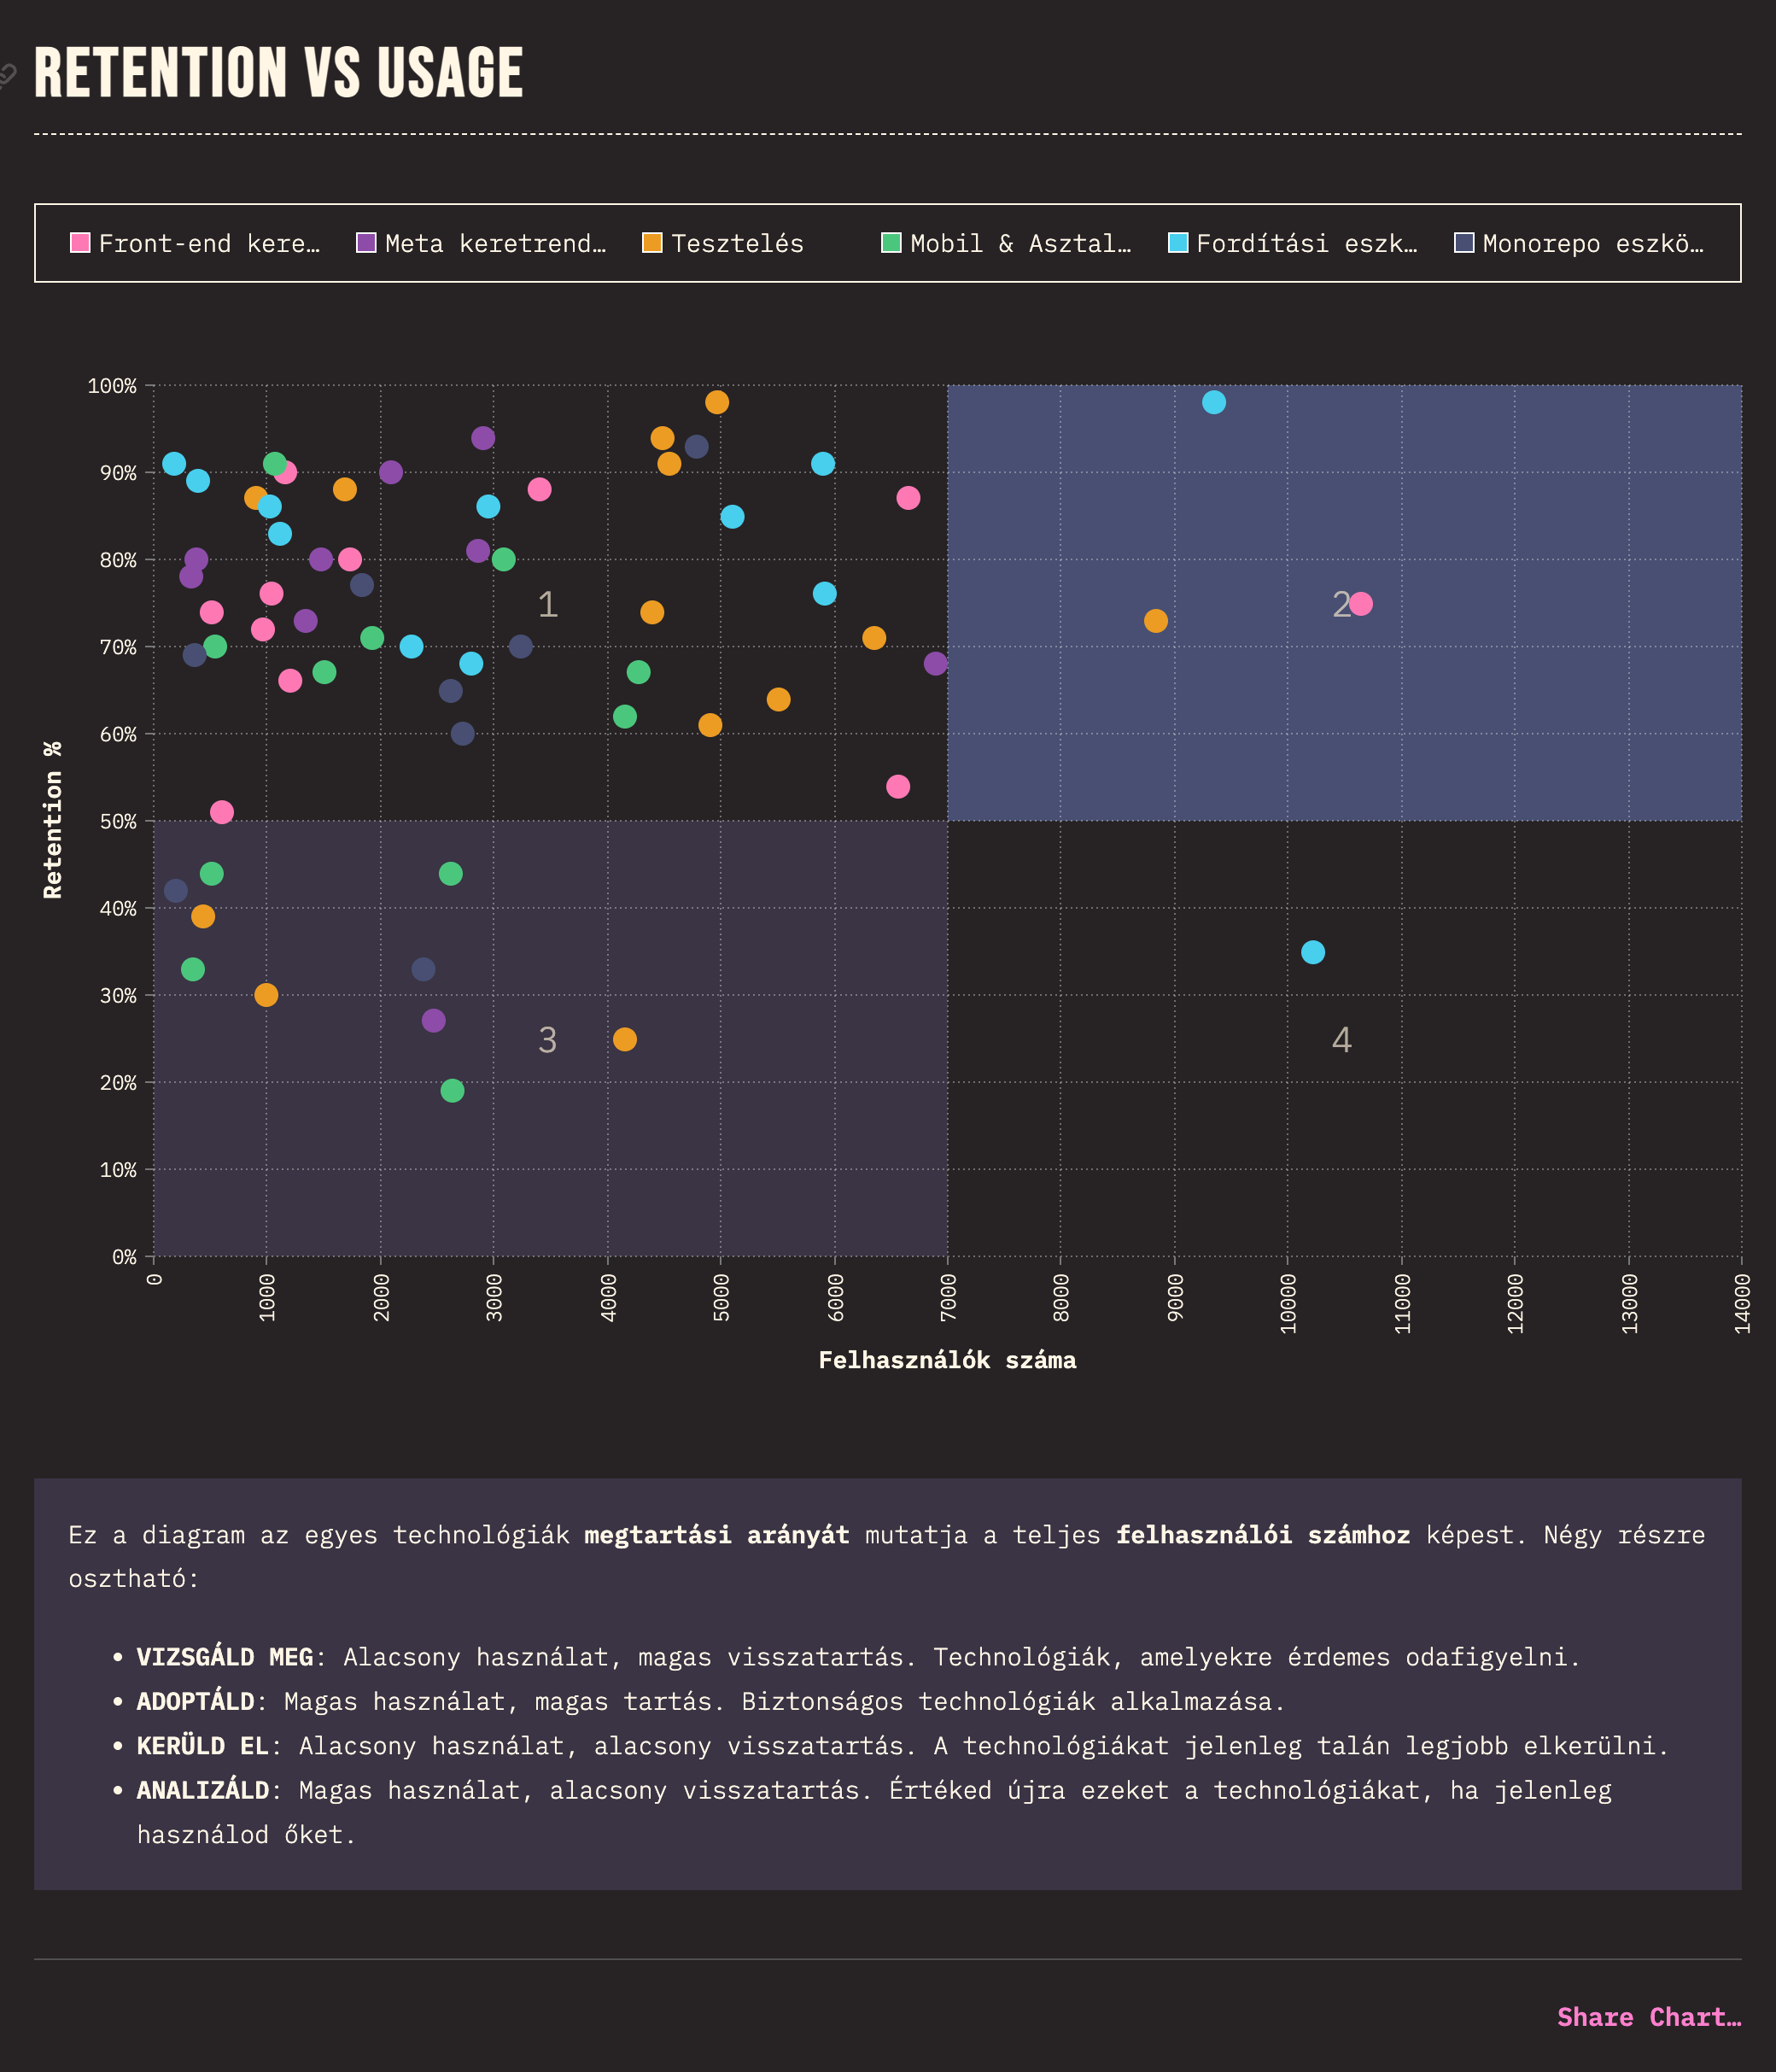 RETENTION VS USAGE
Front-end kere… Meta keretrend… Tesztelés Mobil & Asztal… Fordítási eszk… Monorepo eszkö…
100%
90%
80%
70%
60%
50%
40%
30%
20%
10%
0%
Retention %
1
2
3
4
0 1000 2000 3000 4000 5000 6000 7000 8000 9000 10000 11000 12000 13000 14000
Felhasználók száma
Ez a diagram az egyes technológiák megtartási arányát mutatja a teljes felhasználói számhoz képest. Négy részre
osztható:
• VIZSGÁLD MEG: Alacsony használat, magas visszatartás. Technológiák, amelyekre érdemes odafigyelni.
• ADOPTÁLD: Magas használat, magas tartás. Biztonságos technológiák alkalmazása.
• KERÜLD EL: Alacsony használat, alacsony visszatartás. A technológiákat jelenleg talán legjobb elkerülni.
• ANALIZÁLD: Magas használat, alacsony visszatartás. Értéked újra ezeket a technológiákat, ha jelenleg
használod őket.
Share Chart…